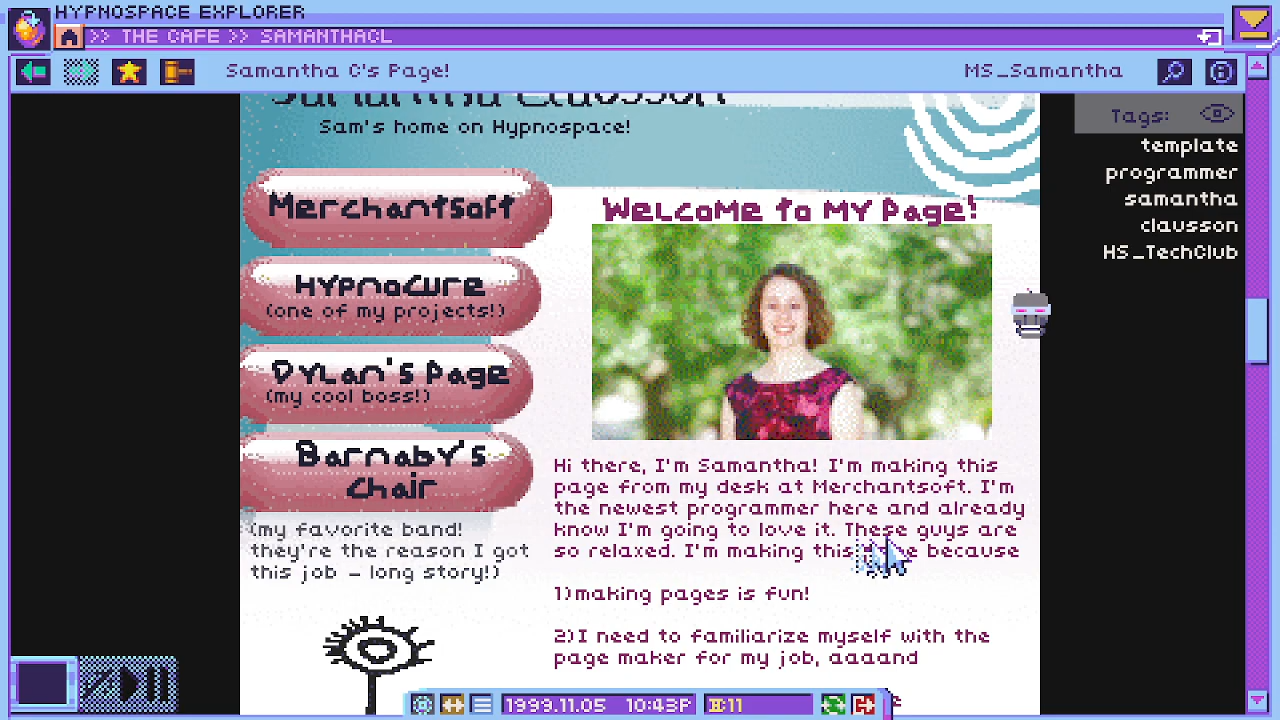 HYPNOSPACE EXPLORER
>> THE CAFE >> SAMANTHACL
Samantha C's Page!
MS_Samantha
Samantha Clausson
Sam's home on Hypnospace!
Tags:
template
programmer
samantha
clausson
HS_TechClub
Merchantsoft
HypnoCure
(one of my projects!)
Dylan's Page
(my cool boss!)
Barnaby's
Chair
(my favorite band!
they're the reason I got
this job - long story!)
Welcome to my page!
Hi there, I'm Samantha! I'm making this
page from my desk at Merchantsoft. I'm
the newest programmer here and already
know I'm going to love it. These guys are
so relaxed. I'm making this because
1)making pages is fun!
2)I need to familiarize myself with the
page maker for my job, aaaand
1999.11.05 10:43P
11